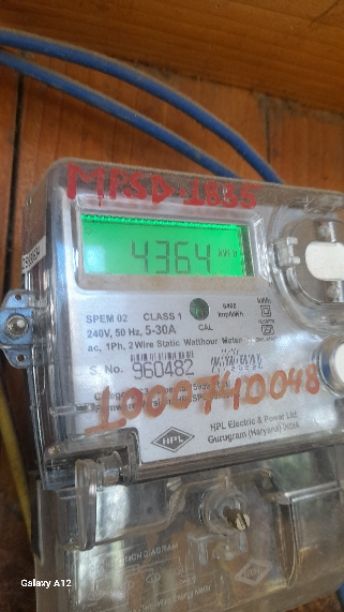 MPSD-1835
4364
SPEM 02 CLASS 1
240V, 50 Hz, 5-30A CAL
ac, 1Ph, 2 Wire Static Watthour Meter
S. No. 960482
1000740048
HPL Electric & Power Ltd.
Gurugram (Haryana) INDIA
HPL
Galaxy A12